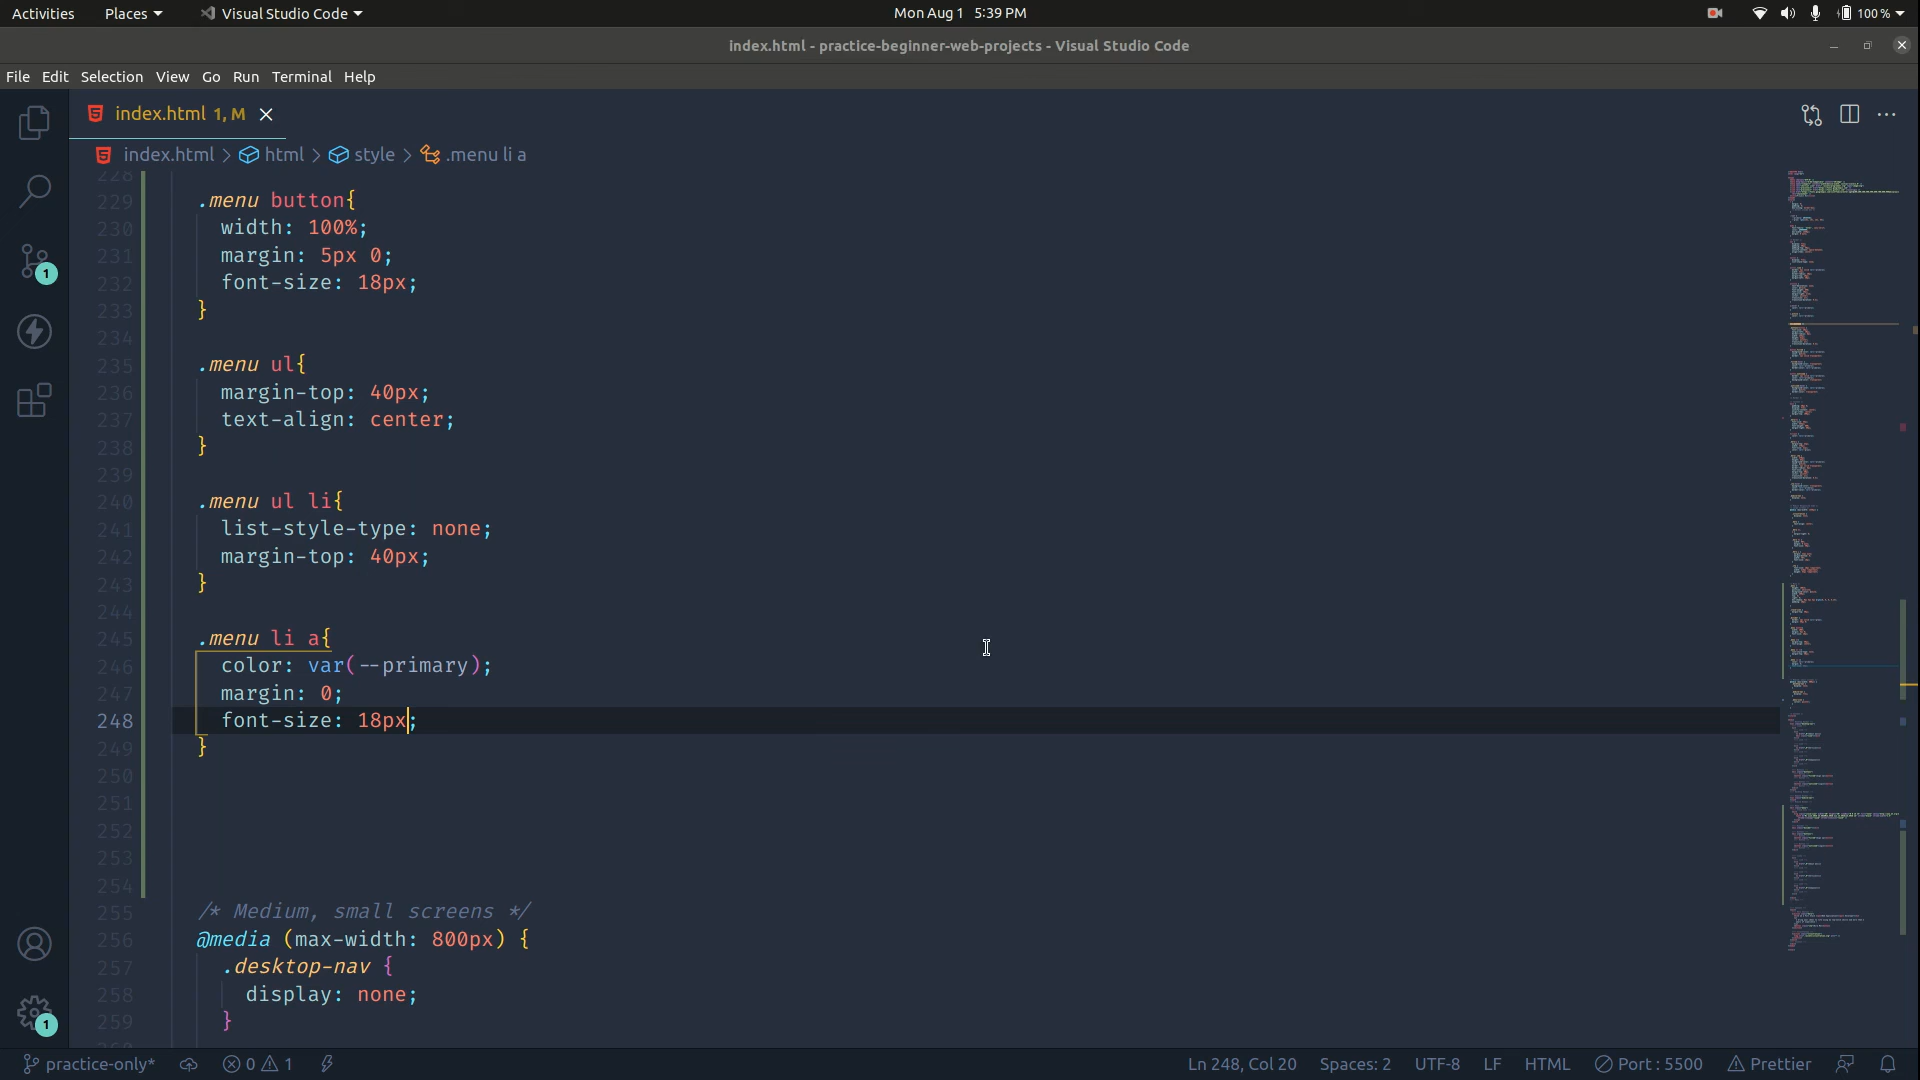 Activities Places Visual Studio Code Mon Aug 1 5:39 PM 100 %
index.html - practice-beginner-web-projects - Visual Studio Code
File Edit Selection View Go Run Terminal Help
index.html 1, M
index.html > html > style > .menu li a
228
229 .menu button{
230 width: 100%;
231 margin: 5px 0;
232 font-size: 18px;
233 }
234
235 .menu ul{
236 margin-top: 40px;
237 text-align: center;
238 }
239
240 .menu ul li{
241 list-style-type: none;
242 margin-top: 40px;
243 }
244
245 .menu li a{
246 color: var(--primary);
247 margin: 0;
248 font-size: 18px;
249 }
250
251
252
253
254
255 /* Medium, small screens */
256 @media (max-width: 800px) {
257 .desktop-nav {
258 display: none;
259 }
1
1
practice-only* 0 1 Ln 248, Col 20 Spaces: 2 UTF-8 LF HTML Port : 5500 Prettier